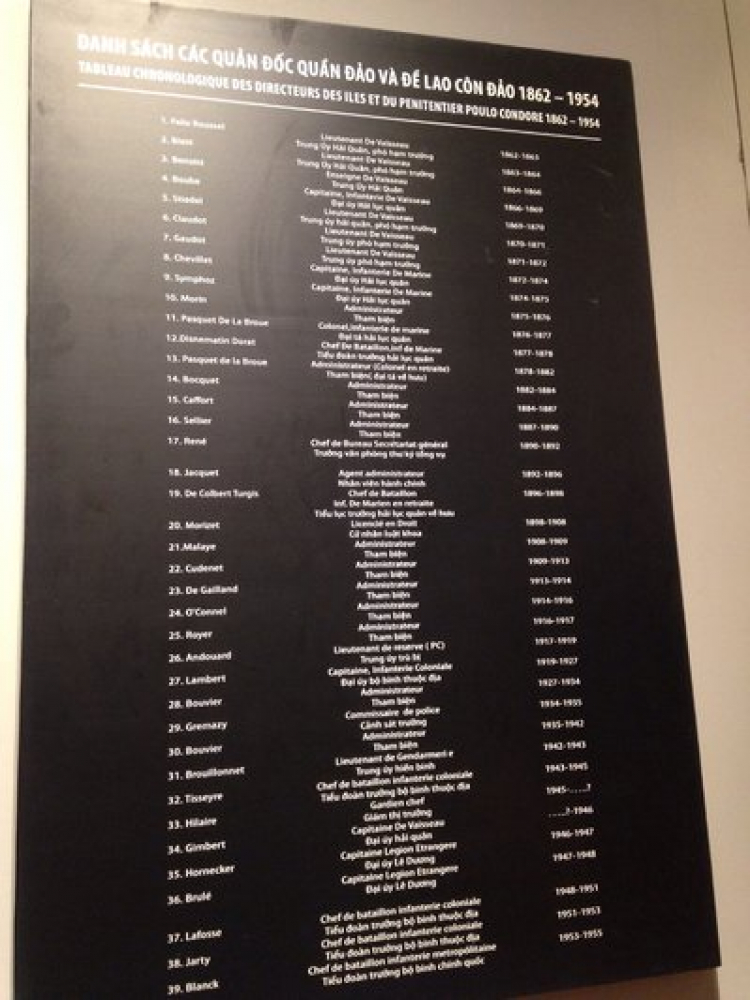 DANH SÁCH CÁC QUẢN ĐỐC QUẦN ĐẢO VÀ ĐỀ LAO CÔN ĐẢO 1862 – 1954
TABLEAU CHRONOLOGIQUE DES DIRECTEURS DES ILES ET DU PENITENTIER POULO CONDORE 1862 – 1954
1. Felix Roussel Lieutenant De Vaisseau 1862-1863
Trung Úy Hải Quân, phó hạm trưởng
2. Bizot Lieutenant De Vaisseau 1863-1864
Trung Úy Hải Quân, phó hạm trưởng
3. Enseigne De Vaisseau 1864-1866
Trung Úy Hải Quân
4. Boube Capitaine, Infanterie De Vaisseau 1866-1869
Đại úy Hải lục quân
5. Lieutenant De Vaisseau 1869-1870
Trung úy hải quân, phó hạm trưởng
6. Claudot Lieutenant De Vaisseau 1870-1871
Trung úy phó hạm trưởng
7. Gaudot Lieutenant De Vaisseau 1871-1872
Trung úy phó hạm trưởng
8. Chevillet Capitaine, Infanterie De Marine 1872-1874
Đại úy Hải lục quân
9. Symphoz Capitaine, Infanterie De Marine 1874-1875
Đại úy Hải lục quân
10. Morin Administrateur 1875-1876
Tham biện
11. Pasquet De La Broue Colonel,infanterie de marine 1876-1877
Đại tá hải lục quân
12.Disnematin Dorat Chef De Bataillon,inf de Marine 1877-1878
Tiểu đoàn trưởng hải lục quân
13. Pasquet de la Broue Administrateur (Colonel en retraite) 1878-1882
Tham biện( đại tá về hưu)
14. Bocquet Administrateur 1882-1884
Tham biện
15. Caffort Administrateur 1884-1887
Tham biện
16. Sellier Administrateur 1887-1890
Tham biện
17. René Chef de Bureau Secrétariat général 1890-1892
Trưởng văn phòng thư ký tổng vụ
18. Jacquet Agent administrateur 1892-1896
Nhân viên hành chính
19. De Colbert Turgis Chef de Bataillon 1896-1898
Inf. De Marien en retraite
Tiểu lục trưởng hải lục quân về hưu
20. Morizet Licencié en Droit 1898-1908
Cử nhân luật khoa
21.Malaye Administrateur 1908-1909
Tham biện
22. Cudenet Administrateur 1909-1913
Tham biện
23. De Gailland Administrateur 1913-1914
Tham biện
24. O'Connel Administrateur 1914-1916
Tham biện
25. Royer Administrateur 1916-1917
Tham biện
26. Andouard Lieutenant de reserve ( PC) 1917-1919
Trung úy trù bị
27. Lambert Capitaine, Infanterie Coloniale 1919-1927
Đại úy bộ binh thuộc địa
28. Bouvier Administrateur 1927-1934
Tham biện
29. Gremazy Commissaire de police 1934-1935
Cảnh sát trưởng
30. Bouvier Administrateur 1935-1942
Tham biện
31. Brouillonnet Lieutenant de Gendarmeri e 1942-1943
Trung úy hiến binh
32. Tisseyre Chef de bataillon infanterie coloniale 1943-1945
Tiểu đoàn trưởng bộ binh thuộc địa
33. Hilaire Gardien chef 1945-.....?
Giám thị trưởng
34. Gimbert Capitaine De Vaisseau ....?-1946
Đại úy hải quân
35. Hornecker Capitaine Legion Etrangere 1946-1947
Đại úy Lê Dương
36. Brulé Capitaine Legion Etrangere 1947-1948
Đại úy Lê Dương
37. Lafosse Chef de bataillon infanterie coloniale 1948-1951
Tiểu đoàn trưởng bộ binh thuộc địa
38. Jarty Chef de bataillon infanterie coloniale 1951-1953
Tiểu đoàn trưởng bộ binh thuộc địa
39. Blanck Chef de bataillon infanterie metropolitaine 1953-1955
Tiểu đoàn trưởng bộ binh chính quốc